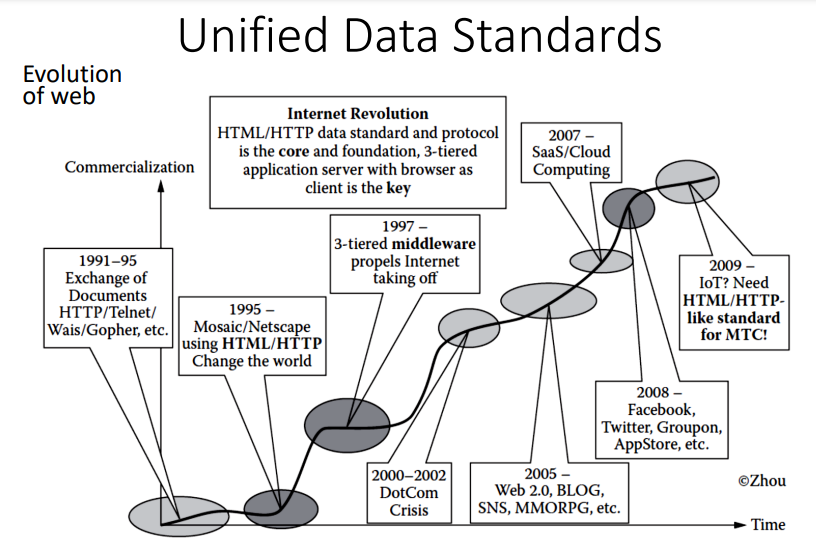 Unified Data Standards
Evolution
of web
Internet Revolution
HTML/HTTP data standard and protocol
is the core and foundation, 3-tiered
application server with browser as
client is the key
Commercialization
2007 –
SaaS/Cloud
Computing
1997 –
3-tiered middleware
propels Internet
taking off
1991–95
Exchange of
Documents
HTTP/Telnet/
Wais/Gopher, etc.
1995 –
Mosaic/Netscape
using HTML/HTTP
Change the world
2009 –
IoT? Need
HTML/HTTP-
like standard
for MTC!
2008 –
Facebook,
Twitter, Groupon,
AppStore, etc.
2000–2002
DotCom
Crisis
2005 –
Web 2.0, BLOG,
SNS, MMORPG, etc.
©Zhou
Time